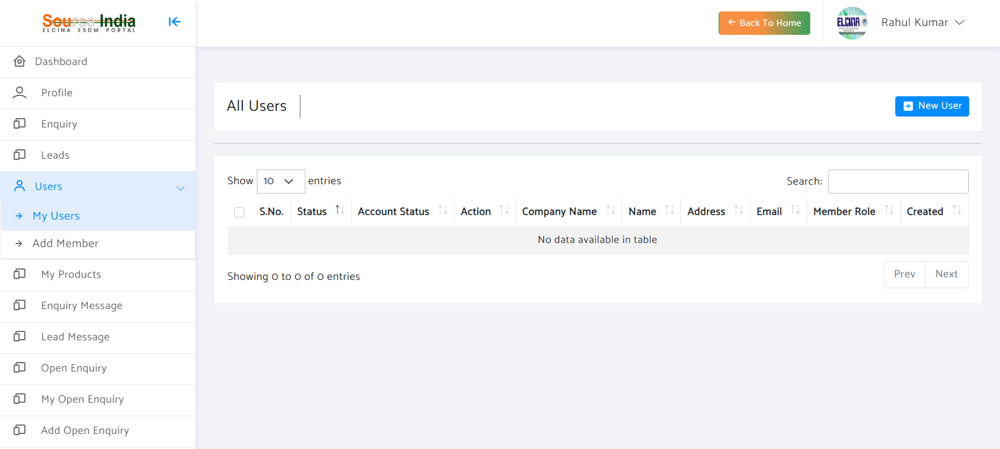 Source India
ELCINA ESDM PORTAL
Back To Home
ELCINA
Rahul Kumar
Dashboard
Profile
Enquiry
Leads
Users
My Users
Add Member
My Products
Enquiry Message
Lead Message
Open Enquiry
My Open Enquiry
Add Open Enquiry
All Users
New User
Show 10 entries
Search:
S.No. Status Account Status Action Company Name Name Address Email Member Role Created
No data available in table
Showing 0 to 0 of 0 entries
Prev Next